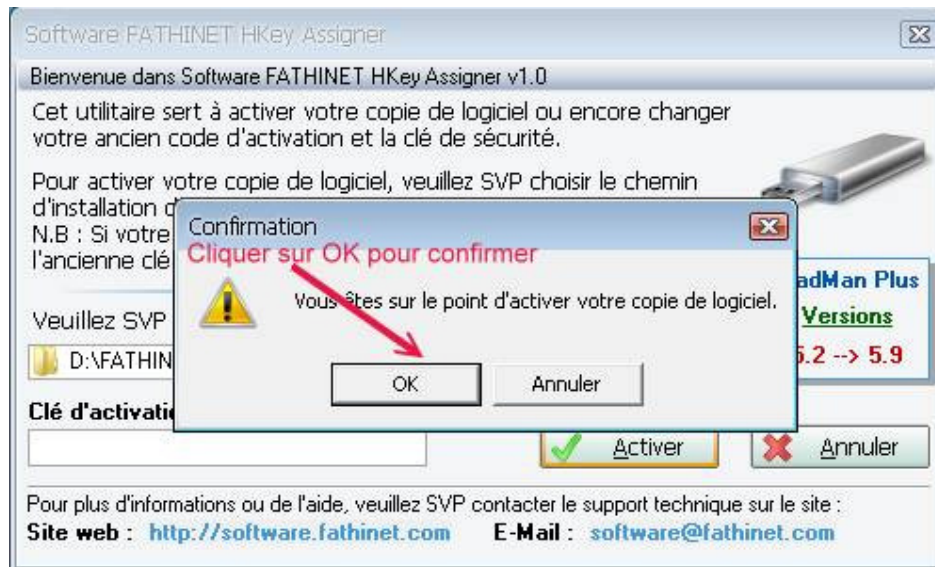 Software FATHINET HKey Assigner
Bienvenue dans Software FATHINET HKey Assigner v1.0
Cet utilitaire sert à activer votre copie de logiciel ou encore changer
votre ancien code d'activation et la clé de sécurité.
Pour activer votre copie de logiciel, veuillez SVP choisir le chemin
d'installation
N.B : Si votre
l'ancienne clé
Confirmation
Cliquer sur OK pour confirmer
Vous êtes sur le point d'activer votre copie de logiciel.
OK Annuler
Plus
Versions
--> 5.9
Veuillez SVP
D:\FATHIN
Clé
Activer Annuler
Pour plus d'informations ou de l'aide, veuillez SVP contacter le support technique sur le site :
Site web : http://software.fathinet.com E-Mail : software@fathinet.com